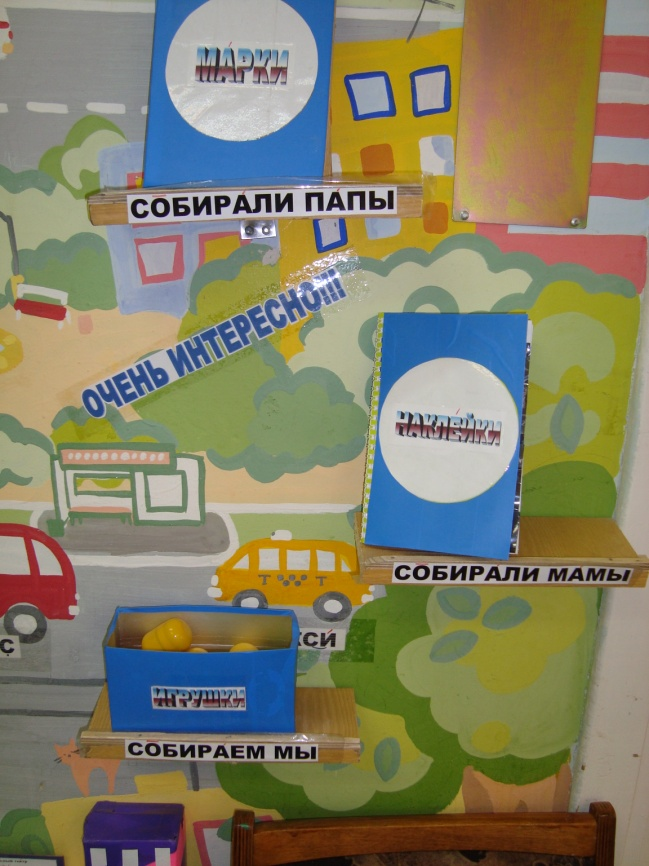 МАРКИ
СОБИРАЛИ ПАПЫ
ОЧЕНЬ ИНТЕРЕСНО!!!
НАКЛЕЙКИ
СОБИРАЛИ МАМЫ
ИГРУШКИ
СОБИРАЕМ МЫ